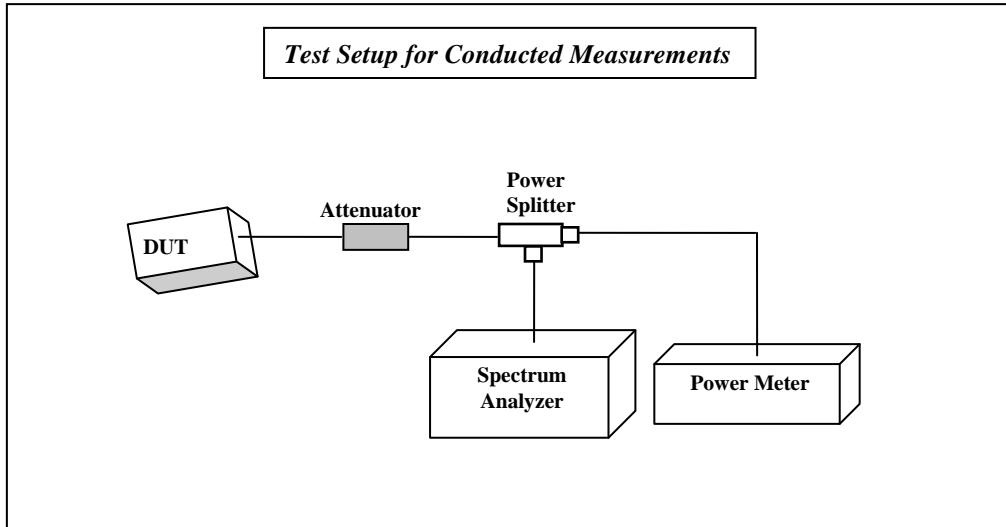 Test Setup for Conducted Measurements
Power
Splitter
Attenuator
DUT
Spectrum
Analyzer
Power Meter